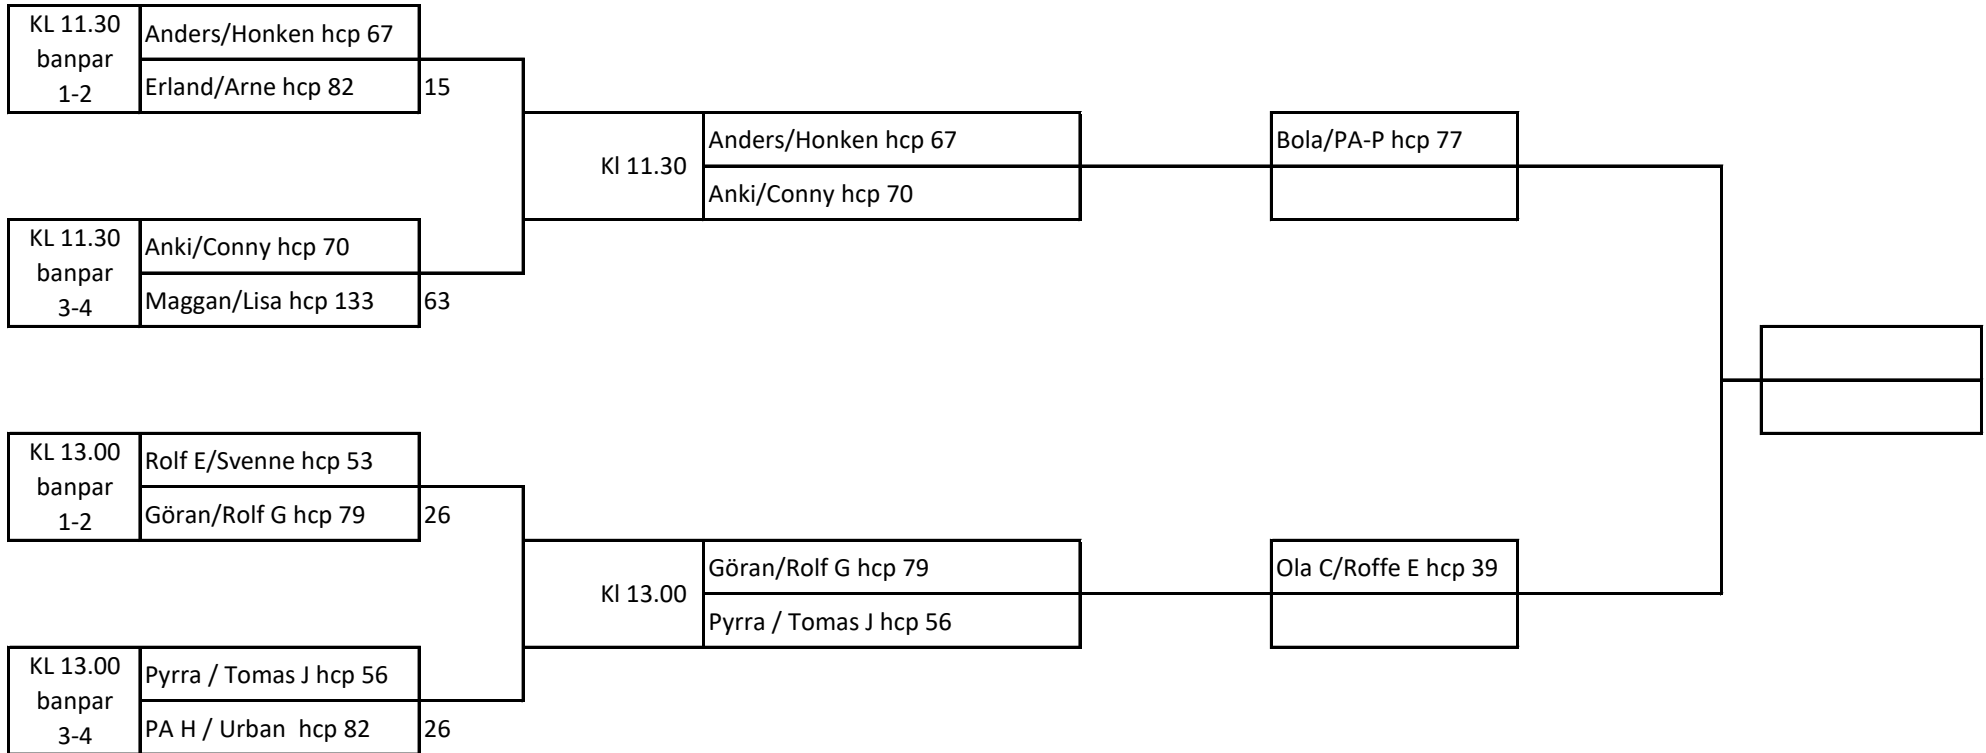 KL 11.30
banpar
1-2
Anders/Honken hcp 67
Erland/Arne hcp 82
15
KL 11.30
banpar
3-4
Anki/Conny hcp 70
Maggan/Lisa hcp 133
63
KL 13.00
banpar
1-2
Rolf E/Svenne hcp 53
Göran/Rolf G hcp 79
26
KL 13.00
banpar
3-4
Pyrra / Tomas J hcp 56
PA H / Urban  hcp 82
26
Kl 11.30
Anders/Honken hcp 67
Anki/Conny hcp 70
Kl 13.00
Göran/Rolf G hcp 79
Pyrra / Tomas J hcp 56
Bola/PA-P hcp 77
Ola C/Roffe E hcp 39